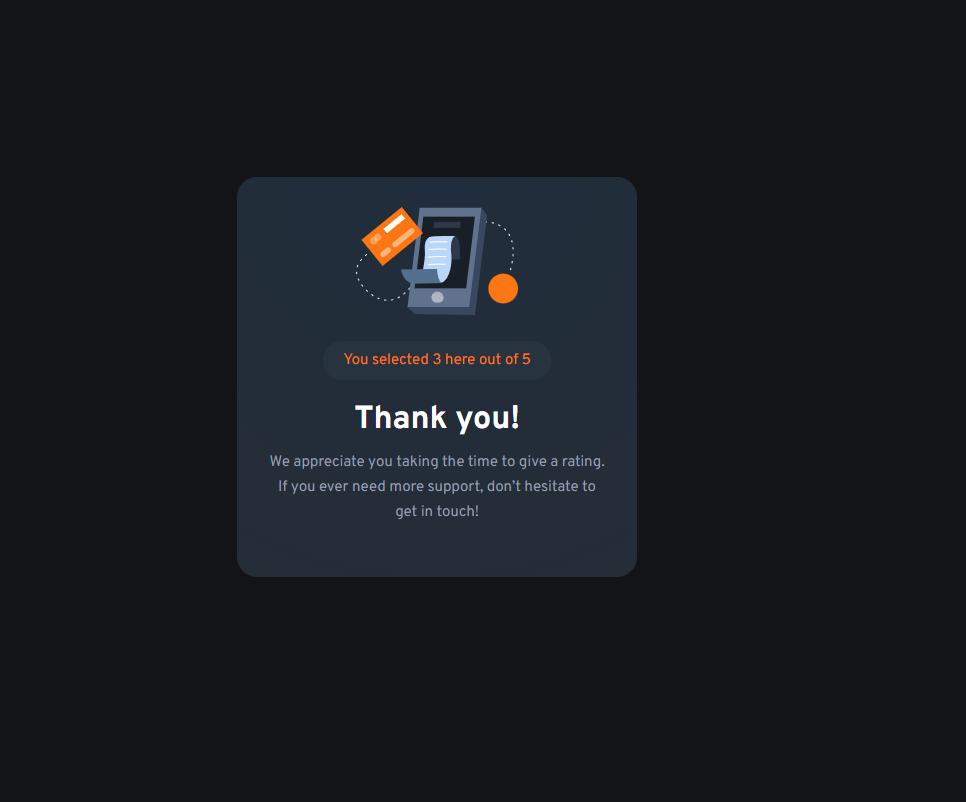 You selected 3 here out of 5
Thank you!
We appreciate you taking the time to give a rating.
If you ever need more support, don’t hesitate to
get in touch!